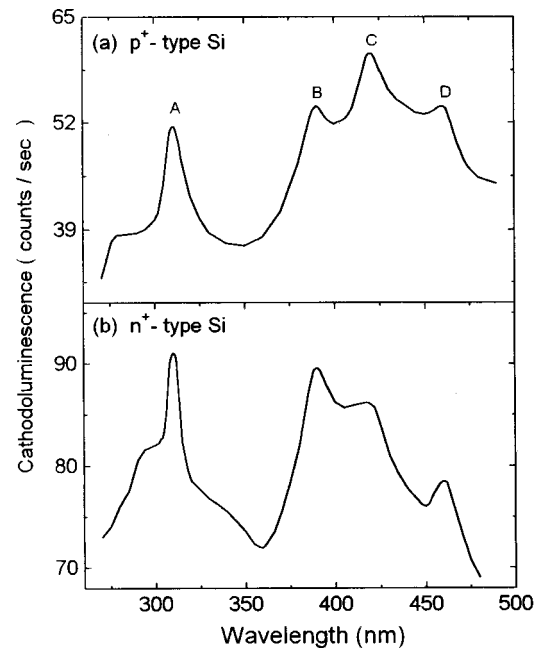 65
(a) p+- type Si
C
A
B
D
52
39
Cathodoluminescence ( counts / sec )
(b) n+- type Si
90
80
70
300
350
400
450
500
Wavelength (nm)